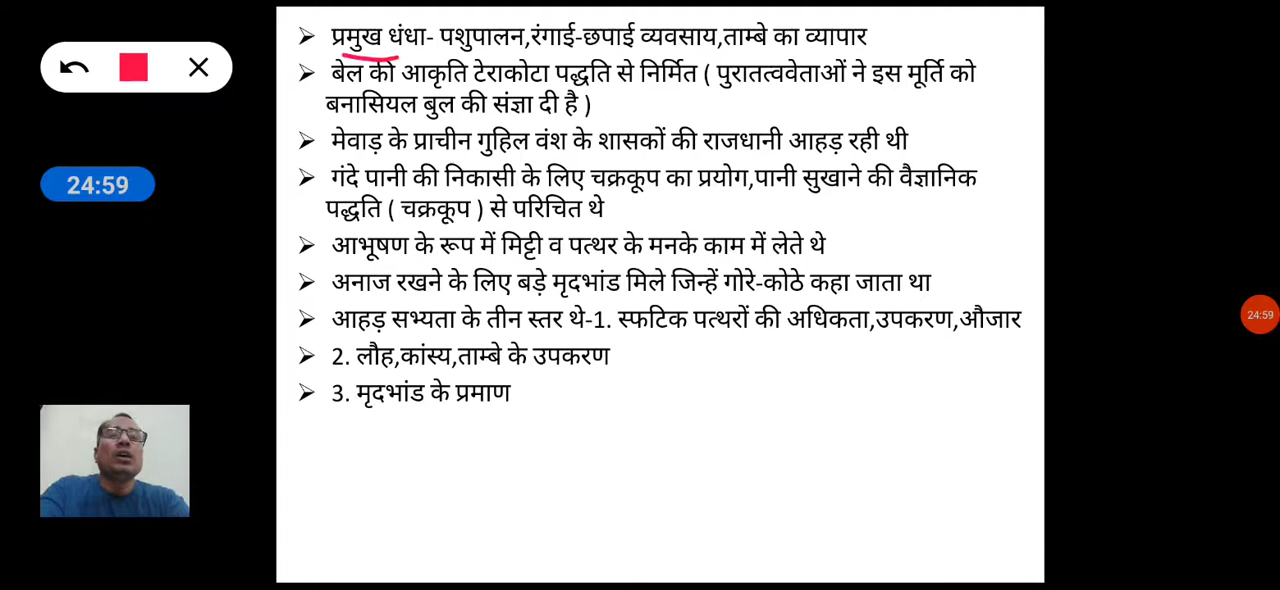 ➢ प्रमुख धंधा- पशुपालन,रंगाई-छपाई व्यवसाय,ताम्बे का व्यापार
➢ बेल की आकृति टेराकोटा पद्धति से निर्मित ( पुरातत्ववेताओं ने इस मूर्ति को
बनासियल बुल की संज्ञा दी है )
➢ मेवाड़ के प्राचीन गुहिल वंश के शासकों की राजधानी आहड़ रही थी
24:59
➢ गंदे पानी की निकासी के लिए चक्रकूप का प्रयोग,पानी सुखाने की वैज्ञानिक
पद्धति ( चक्रकूप ) से परिचित थे
➢ आभूषण के रूप में मिट्टी व पत्थर के मनके काम में लेते थे
➢ अनाज रखने के लिए बड़े मृदभांड मिले जिन्हें गोरे-कोठे कहा जाता था
➢ आहड़ सभ्यता के तीन स्तर थे-1. स्फटिक पत्थरों की अधिकता,उपकरण,औजार
24:59
➢ 2. लौह,कांस्य,ताम्बे के उपकरण
➢ 3. मृदभांड के प्रमाण